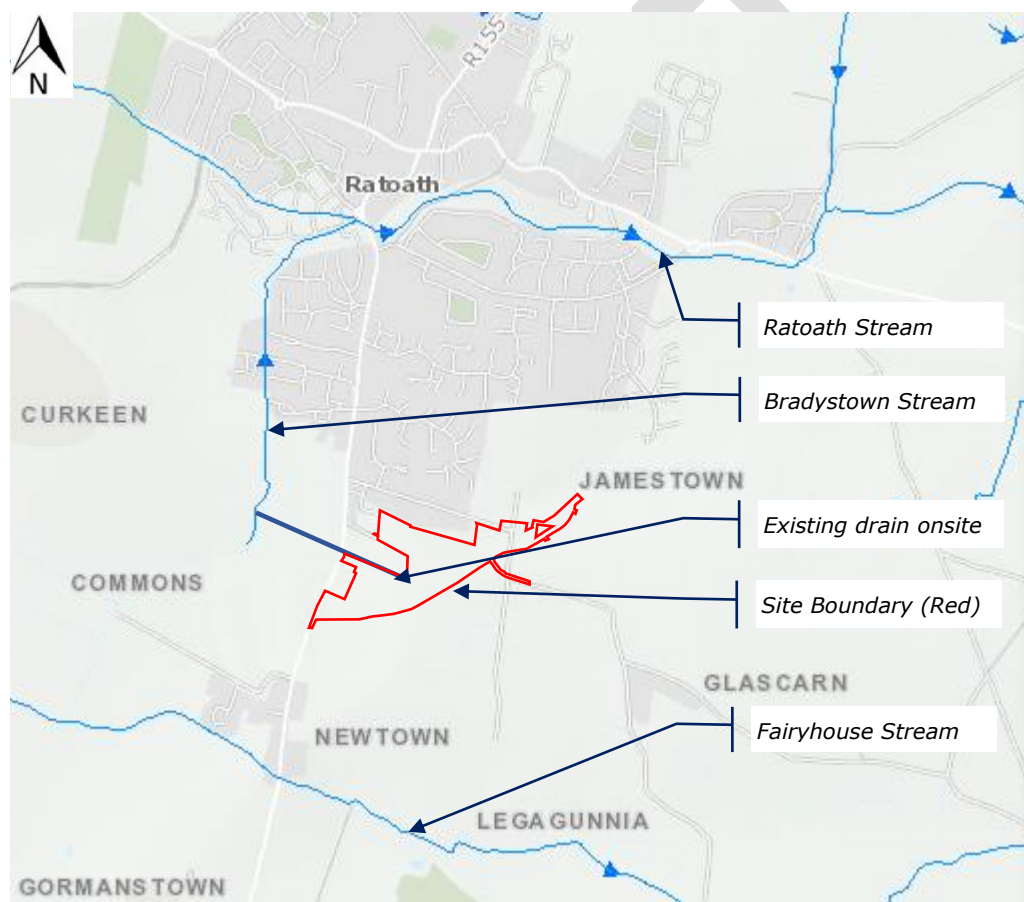 N
R155
Ratoath
Ratoath Stream
Bradystown Stream
CURKEEN
JAMESTOWN
Existing drain onsite
COMMONS
Site Boundary (Red)
GLASCARN
NEWTOWN
Fairyhouse Stream
LEGAGUNNIA
GORMANSTOWN